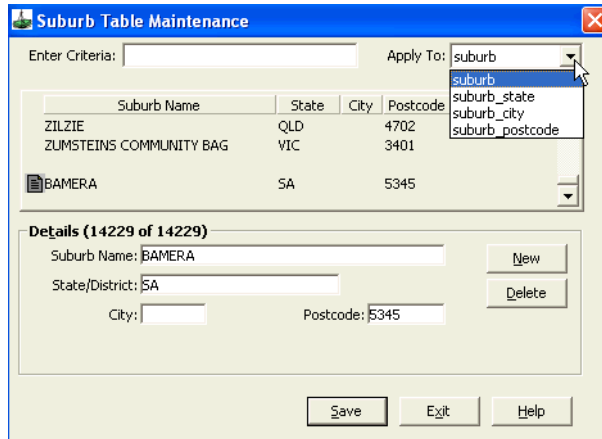 Suburb Table Maintenance
Enter Criteria: Apply To: suburb
suburb
suburb_state
suburb_city
suburb_postcode
Suburb Name State City Postcode
ZILZIE QLD 4702
ZUMSTEINS COMMUNITY BAG VIC 3401
BAMERA SA 5345
Details (14229 of 14229)
Suburb Name: BAMERA New
State/District: SA Delete
City: Postcode: 5345
Save Exit Help